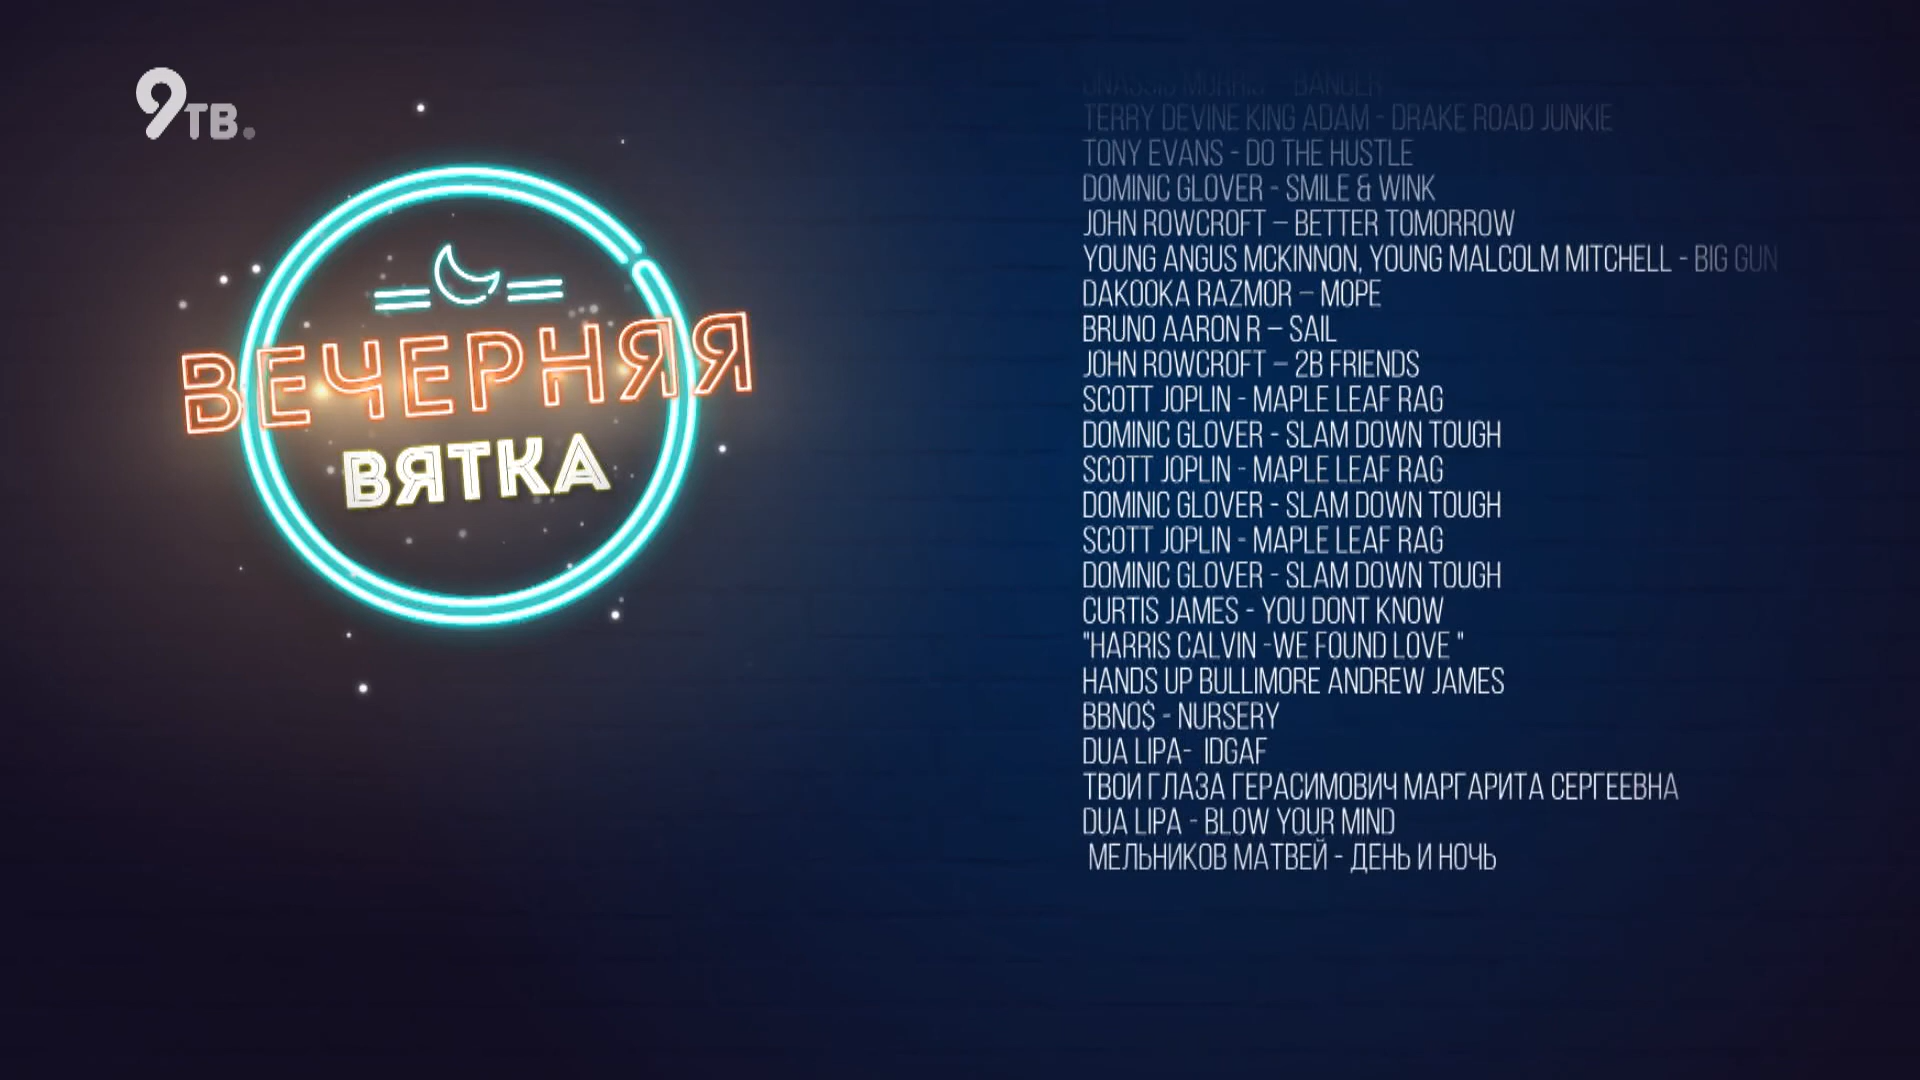 9ТВ.
ВЕЧЕРНЯЯ
ВЯТКА
BANGER
TERRY DEVINE KING ADAM - DRAKE ROAD JUNKIE
TONY EVANS - DO THE HUSTLE
DOMINIC GLOVER - SMILE & WINK
JOHN ROWCROFT – BETTER TOMORROW
YOUNG ANGUS MCKINNON, YOUNG MALCOLM MITCHELL - BIG GUN
DAKOOKA RAZMOR – МОРЕ
BRUNO AARON R – SAIL
JOHN ROWCROFT – 2B FRIENDS
SCOTT JOPLIN - MAPLE LEAF RAG
DOMINIC GLOVER - SLAM DOWN TOUGH
SCOTT JOPLIN - MAPLE LEAF RAG
DOMINIC GLOVER - SLAM DOWN TOUGH
SCOTT JOPLIN - MAPLE LEAF RAG
DOMINIC GLOVER - SLAM DOWN TOUGH
CURTIS JAMES - YOU DONT KNOW
"HARRIS CALVIN -WE FOUND LOVE "
HANDS UP BULLIMORE ANDREW JAMES
BBNO$ - NURSERY
DUA LIPA-  IDGAF
ТВОИ ГЛАЗА ГЕРАСИМОВИЧ МАРГАРИТА СЕРГЕЕВНА
DUA LIPA - BLOW YOUR MIND
МЕЛЬНИКОВ МАТВЕЙ - ДЕНЬ И НОЧЬ